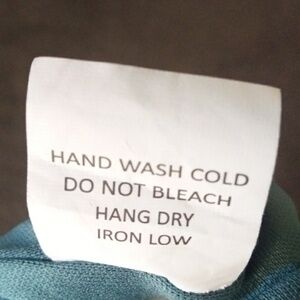 HAND WASH COLD
DO NOT BLEACH
HANG DRY
IRON LOW